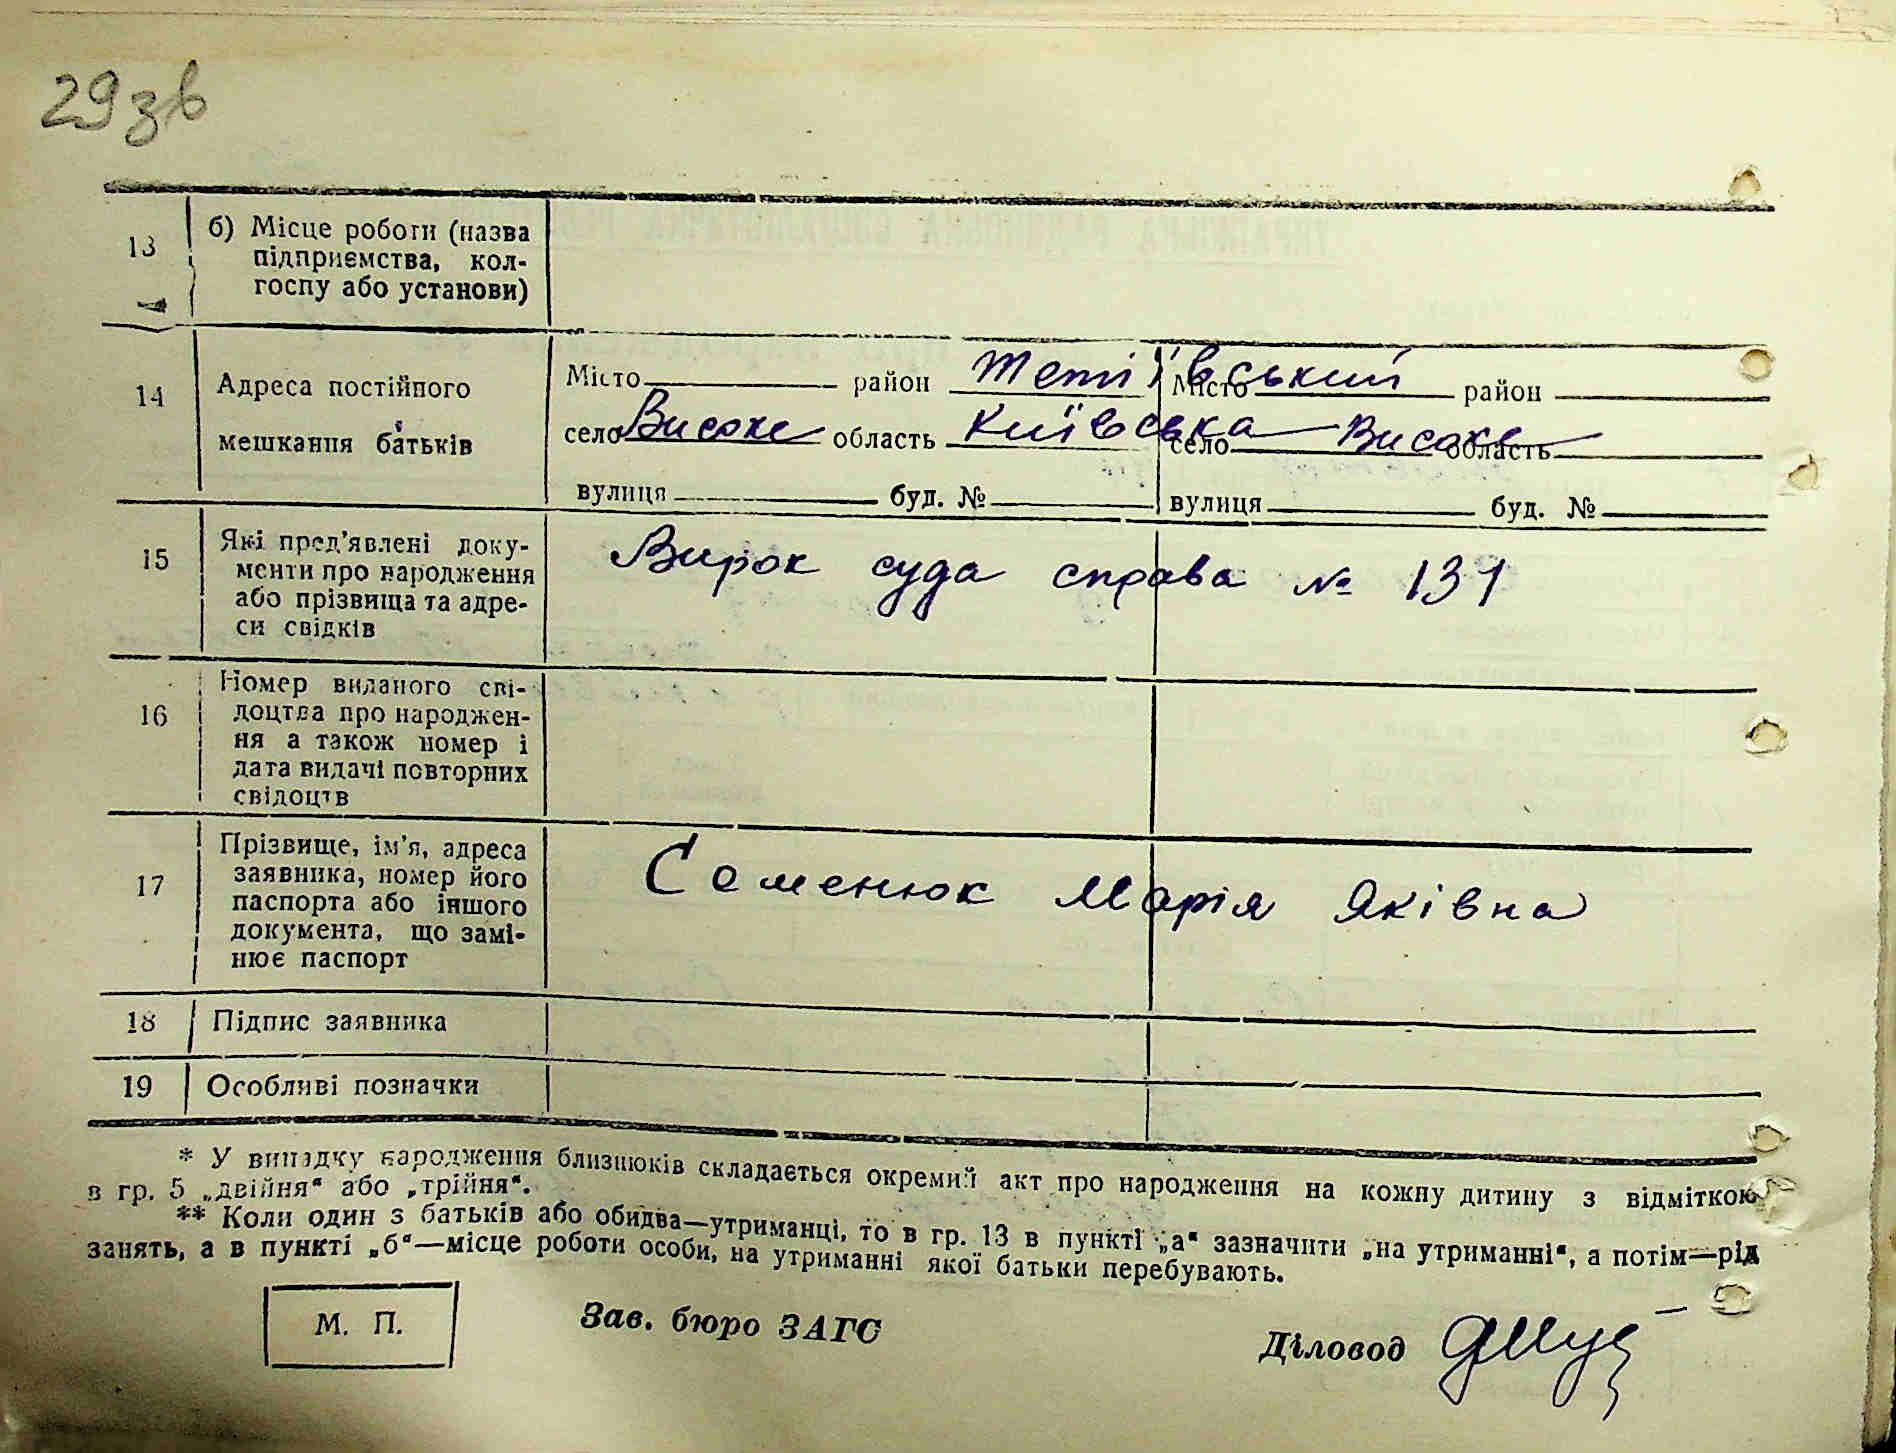 29зв
13 б) Місце роботи (назва
підприємства, кол-
госпу або установи)
14 Адреса постійного
мешкання батьків
Місто район Тетіївський Місто район
село Високе область Київська село Високе область
вулиця буд. № вулиця буд. №
15 Які пред'явлені доку-
менти про народження
або прізвища та адре-
си свідків
Вирок суда справа № 131
16 Номер виданого сві-
доцтва про народжен-
ня а також номер і
дата видачі повторних
свідоцтв
17 Прізвище, ім'я, адреса
заявника, номер його
паспорта або іншого
документа, що замі-
нює паспорт
Семенюк Марія Яківна
18 Підпис заявника
19 Особливі позначки
* У випадку народження близнюків складається окремий акт про народження на кожну дитину з відміткою
в гр. 5 „двійня“ або „трійня“.
** Коли один з батьків або обидва—утриманці, то в гр. 13 в пункті „а“ зазначити „на утриманні“, а потім—рід
занять, а в пункті „б“—місце роботи особи, на утриманні якої батьки перебувають.
М. П.
Зав. бюро ЗАГС
Діловод